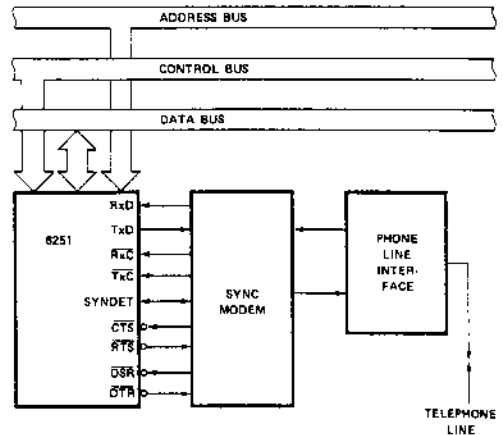 ADDRESS BUS
CONTROL BUS
DATA BUS
8251
RxD
TxD
RxC
TxC
SYNDET
CTS
RTS
DSR
DTR
SYNC
MODEM
PHONE
LINE
INTER-
FACE
TELEPHONE
LINE